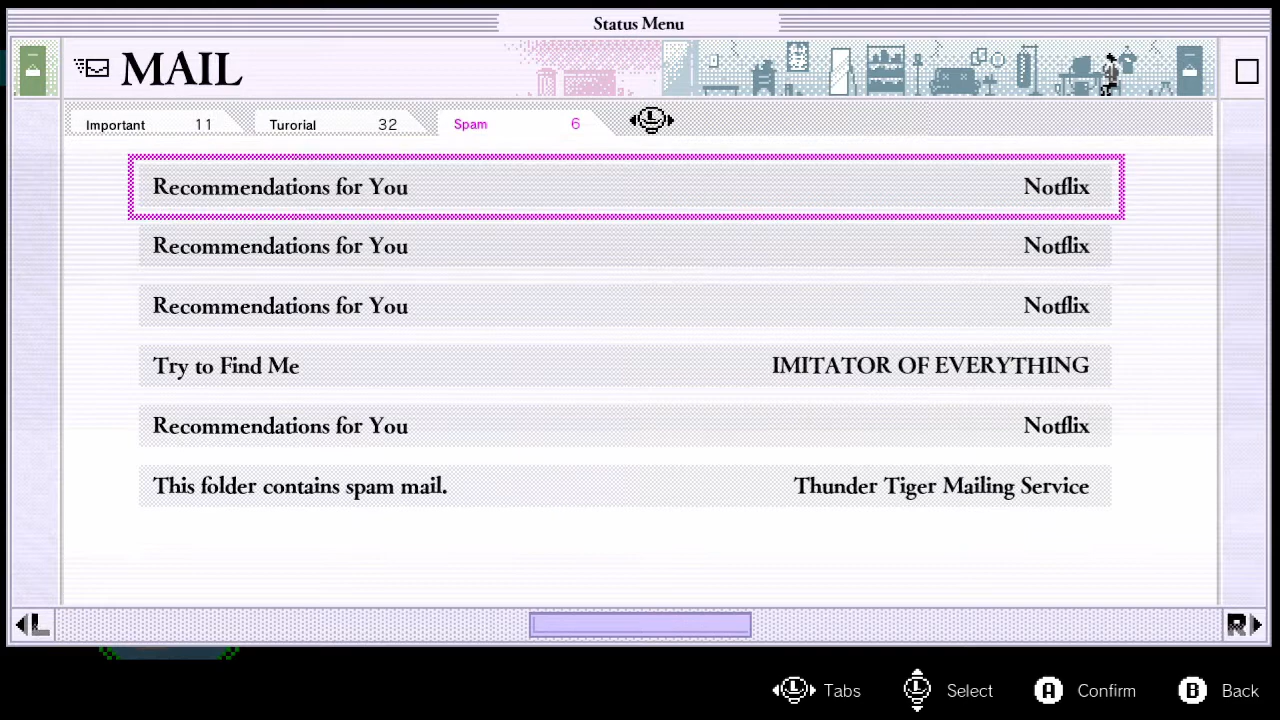 Status Menu
MAIL
Important 11
Turorial 32
Spam 6
L
Recommendations for You Notflix
Recommendations for You Notflix
Recommendations for You Notflix
Try to Find Me IMITATOR OF EVERYTHING
Recommendations for You Notflix
This folder contains spam mail. Thunder Tiger Mailing Service
L R
L Tabs L Select A Confirm B Back